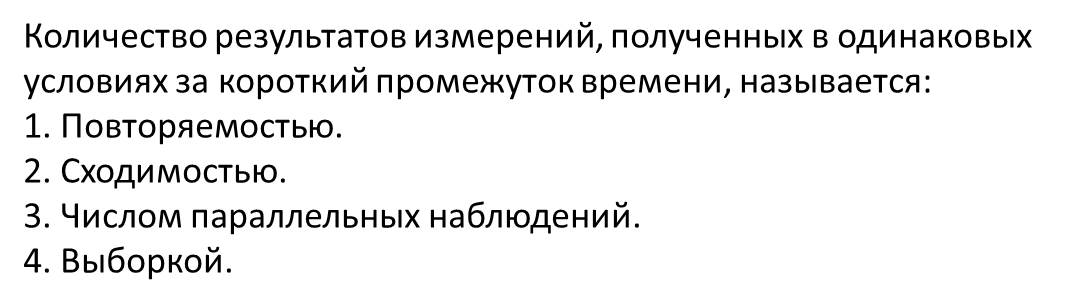 Количество результатов измерений, полученных в одинаковых
условиях за короткий промежуток времени, называется:
1. Повторяемостью.
2. Сходимостью.
3. Числом параллельных наблюдений.
4. Выборкой.